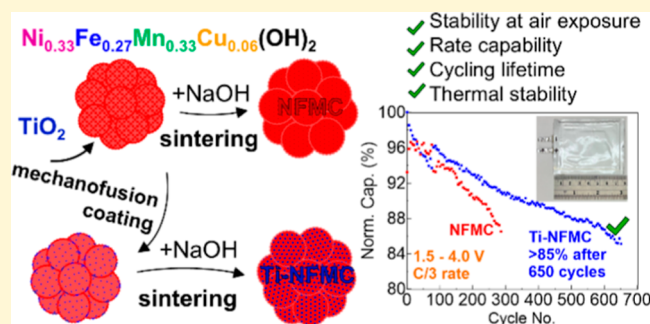 Ni0.33Fe0.27Mn0.33Cu0.06(OH)2
TiO2
mechanofusion
coating
+NaOH
sintering
NFMC
+NaOH
sintering
Ti-NFMC
Stability at air exposure
Rate capability
Cycling lifetime
Thermal stability
Norm. Cap. (%)
100
96
92
88
84
80
NFMC
1.5 - 4.0 V
C/3 rate
Ti-NFMC
>85% after
650 cycles
0 100 200 300 400 500 600 700
Cycle No.